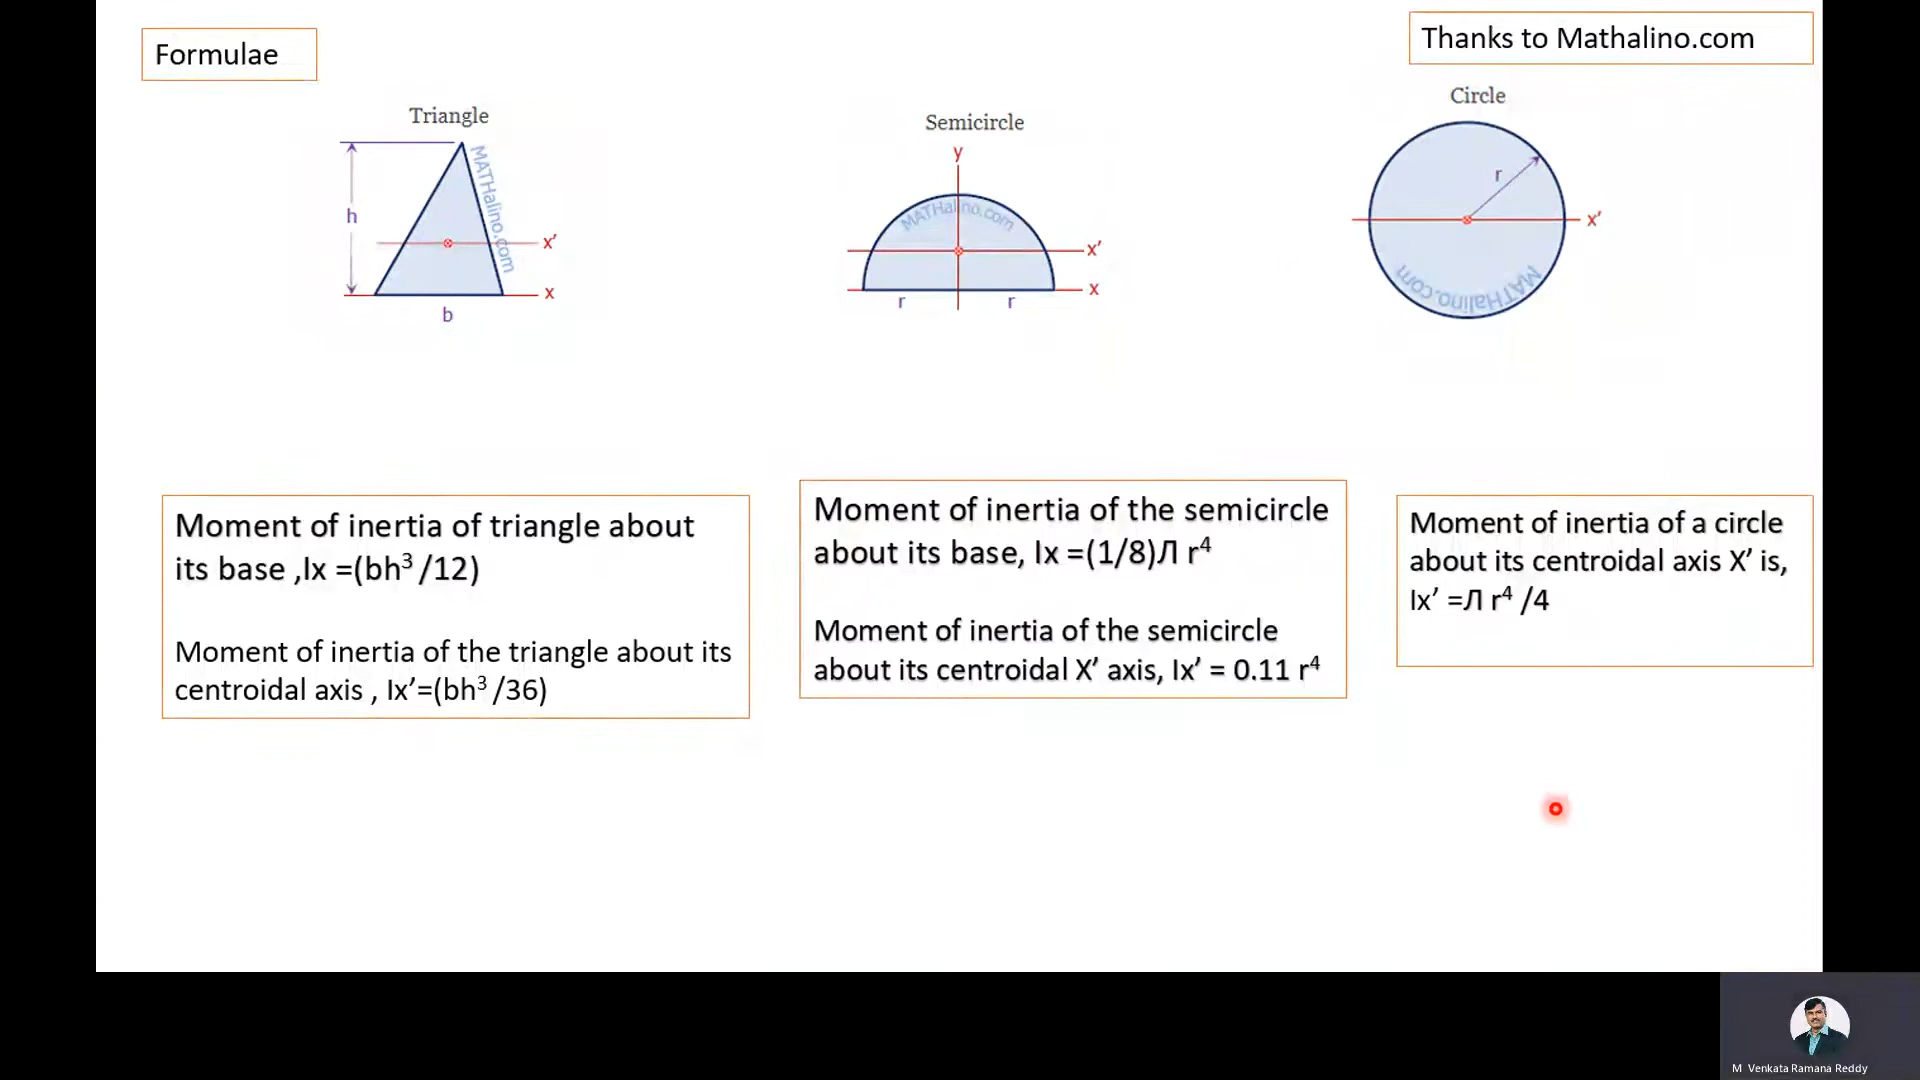 Formulae
Thanks to Mathalino.com
Triangle
h
MATHalino.com
x'
x
b
Semicircle
y
MATHalino.com
x'
x
r
r
Circle
r
x'
MATHalino.com
Moment of inertia of triangle about
its base ,Ix =(bh³ /12)
Moment of inertia of the triangle about its
centroidal axis , Ix’=(bh³ /36)
Moment of inertia of the semicircle
about its base, Ix =(1/8)Л r⁴
Moment of inertia of the semicircle
about its centroidal X’ axis, Ix’ = 0.11 r⁴
Moment of inertia of a circle
about its centroidal axis X’ is,
Ix’ =Л r⁴ /4
M Venkata Ramana Reddy